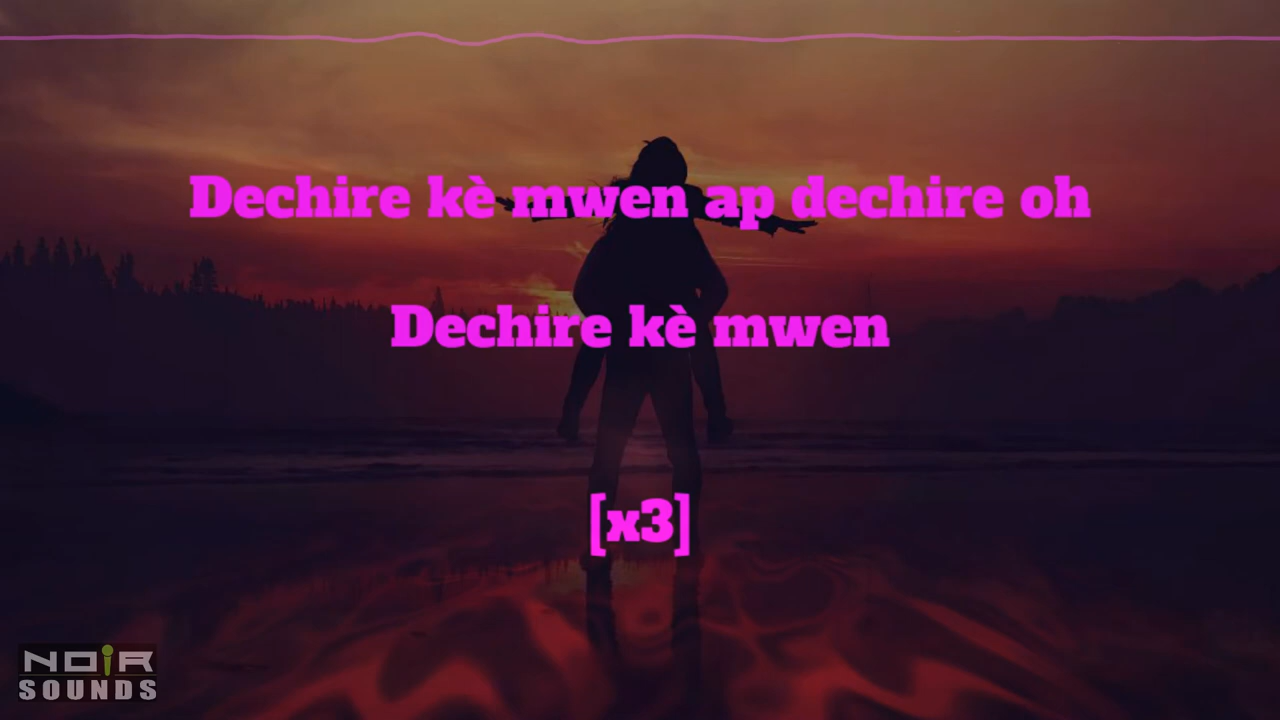 Dechire kè mwen ap dechire oh
Dechire kè mwen
[x3]
NOiR
SOUNDS